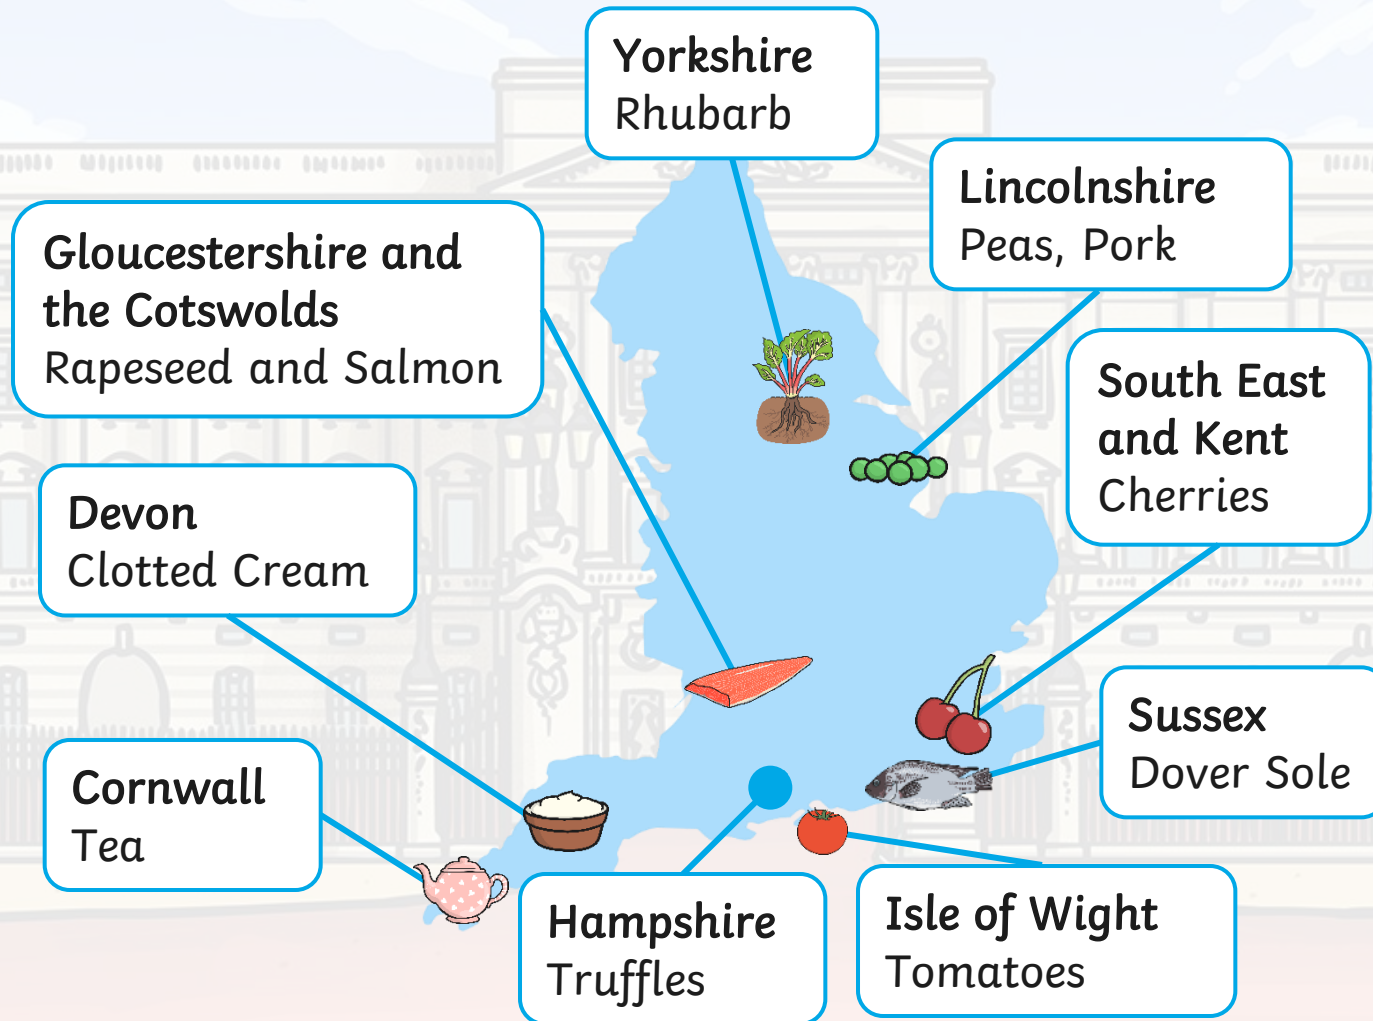 Yorkshire
Rhubarb
Lincolnshire
Peas, Pork
Gloucestershire and
the Cotswolds
Rapeseed and Salmon
South East
and Kent
Cherries
Devon
Clotted Cream
Sussex
Dover Sole
Cornwall
Tea
Hampshire
Truffles
Isle of Wight
Tomatoes